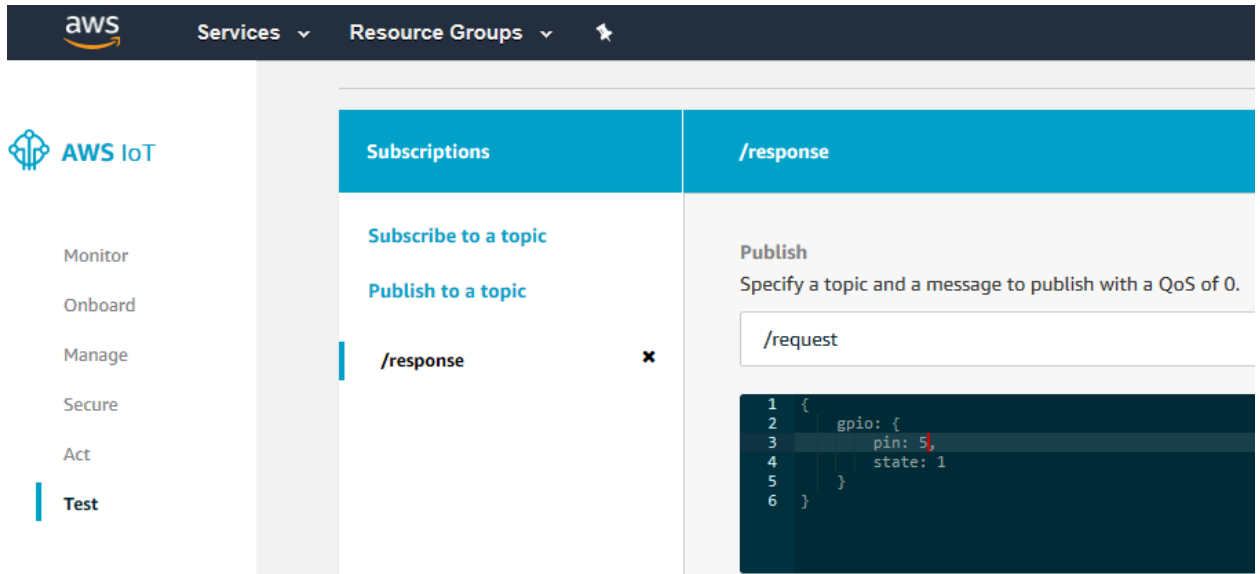 aws Services Resource Groups
AWS IoT
Monitor
Onboard
Manage
Secure
Act
Test
Subscriptions
Subscribe to a topic
Publish to a topic
/response
/response
Publish
Specify a topic and a message to publish with a QoS of 0.
/request
1 {
2 gpio: {
3 pin: 5,
4 state: 1
5 }
6 }